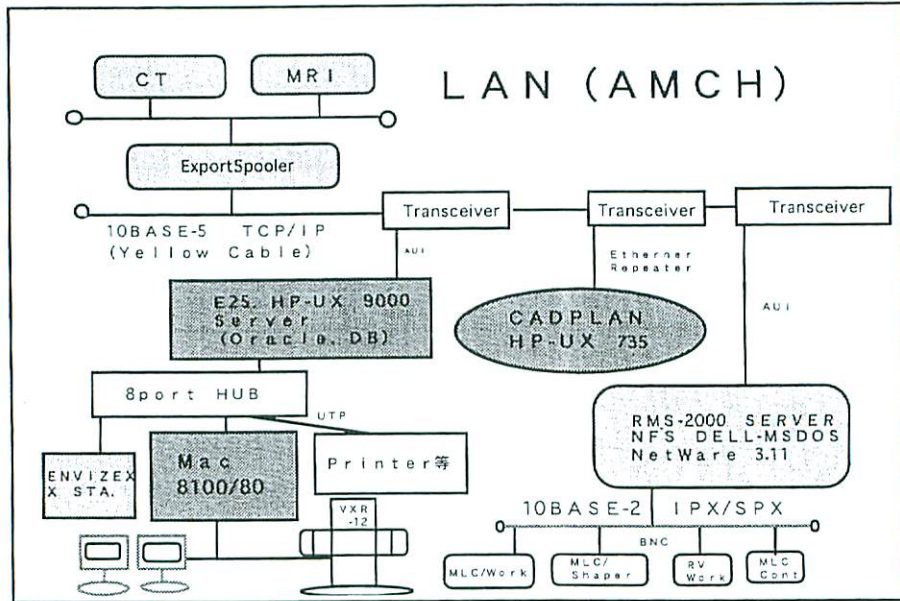 CT
MRI
LAN (AMCH)
ExportSpooler
Transceiver
Transceiver
Transceiver
10BASE-5 TCP/IP
(Yellow Cable)
AUI
Etherner
Repeater
AUI
E25. HP-UX 9000
Server
(Oracle. DB)
CADPLAN
HP-UX 735
8port HUB
UTP
RMS-2000 SERVER
NFS DELL-MSDOS
NetWare 3.11
ENVIZEX
X STA.
Mac
8100/80
Printer等
VXR
-12
10BASE-2 IPX/SPX
BNC
MLC/Work
MLC/
Shaper
RV
Work
MLC
Cont